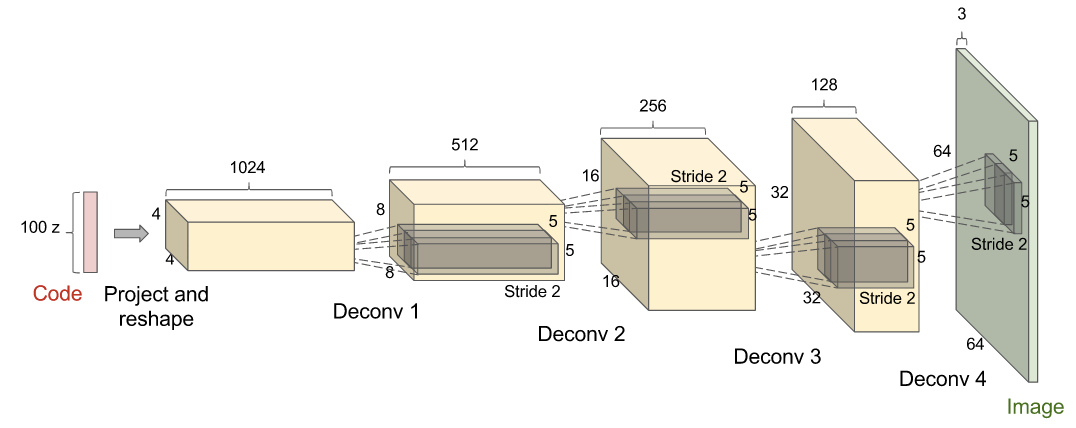 100 z
Code
Project and
reshape
1024
4
4
512
8
8
5
5
Stride 2
Deconv 1
256
16
16
Stride 2
5
5
Deconv 2
128
32
32
5
5
Stride 2
Deconv 3
3
64
64
5
5
Stride 2
Deconv 4
Image